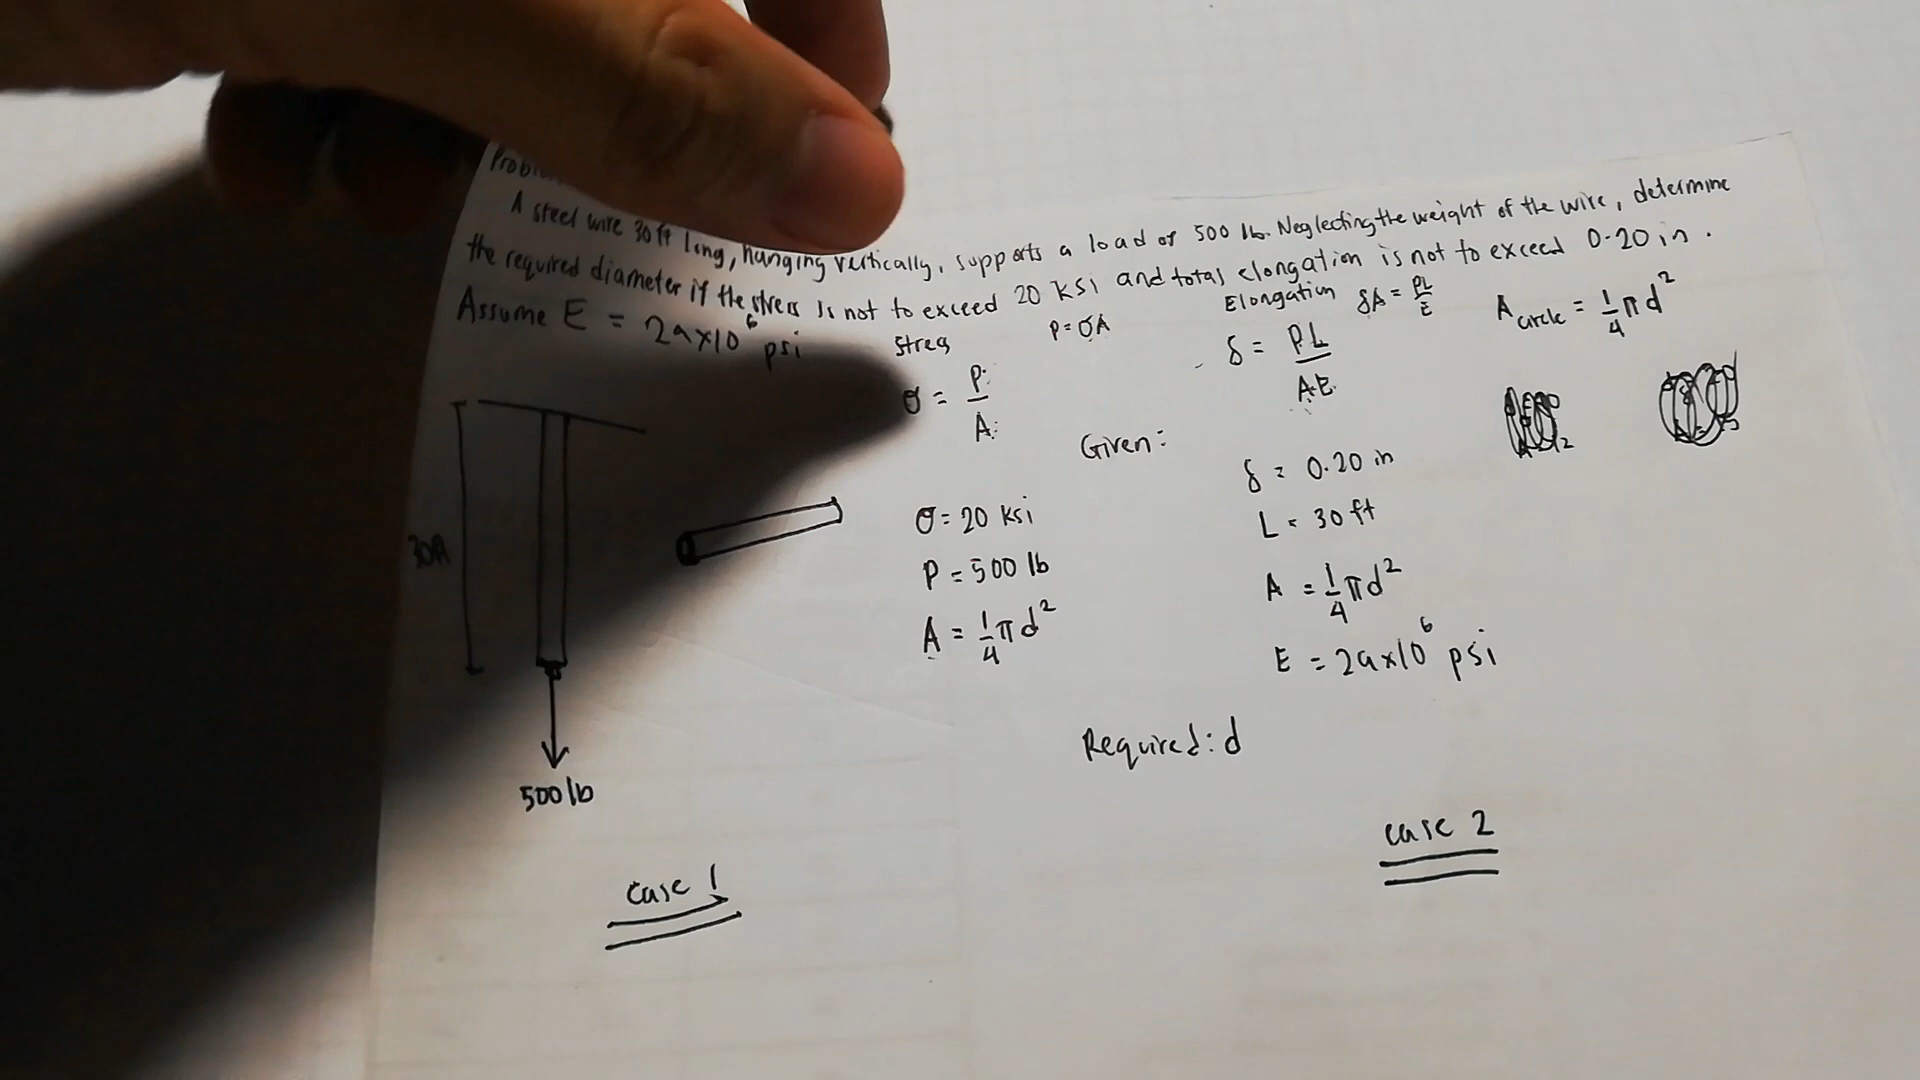 A steel wire 30 ft long, hanging vertically, supports a load of 500 lb. Neglecting the weight of the wire, determine
the required diameter if the stress is not to exceed 20 ksi and total elongation is not to exceed 0.20 in.
Assume E = 29x10^6 psi
Stress
P = σA
Elongation
δA = PL/E
A circle = 1/4 πd²
σ = P/A
δ = PL/AE
Given:
30ft
σ = 20 ksi
P = 500 lb
A = 1/4 πd²
δ = 0.20 in
L = 30 ft
A = 1/4 πd²
E = 29x10^6 psi
Required: d
500 lb
Case 1
case 2